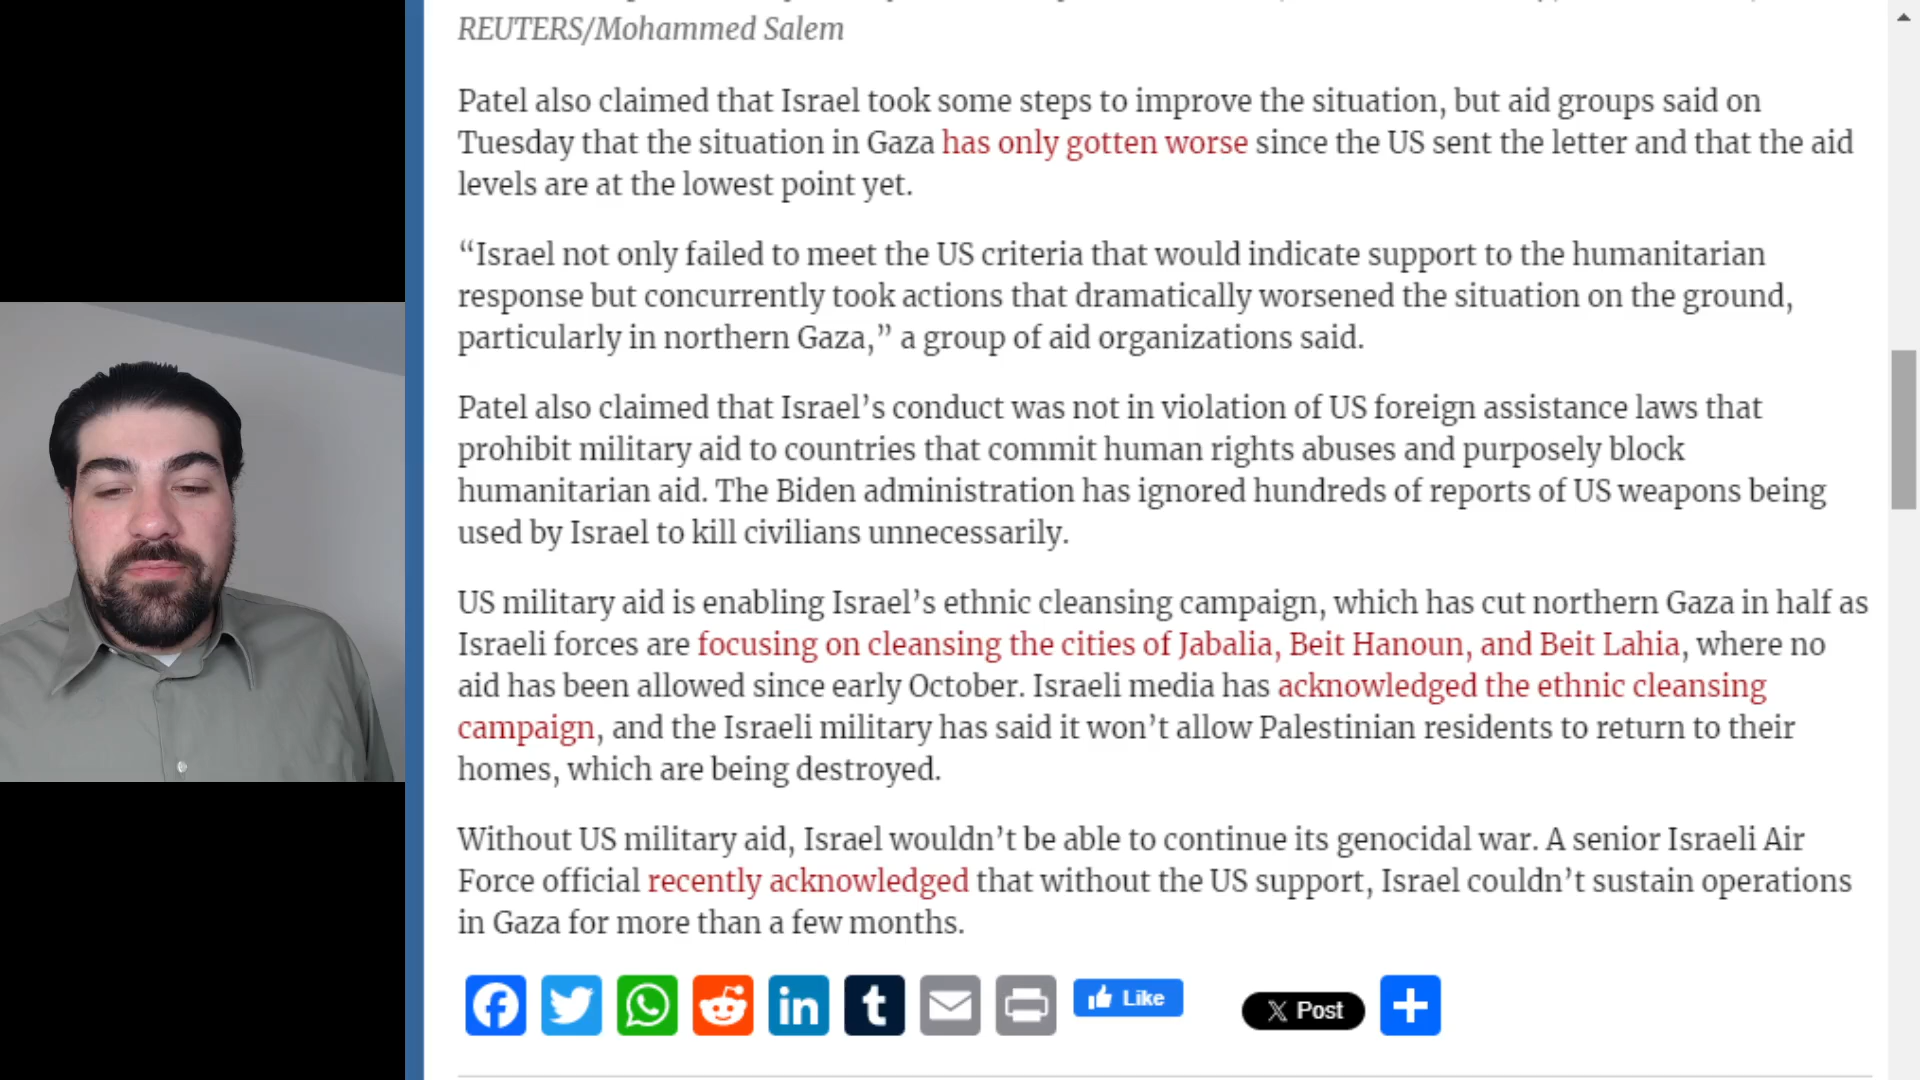 REUTERS/Mohammed Salem
Patel also claimed that Israel took some steps to improve the situation, but aid groups said on
Tuesday that the situation in Gaza has only gotten worse since the US sent the letter and that the aid
levels are at the lowest point yet.
“Israel not only failed to meet the US criteria that would indicate support to the humanitarian
response but concurrently took actions that dramatically worsened the situation on the ground,
particularly in northern Gaza,” a group of aid organizations said.
Patel also claimed that Israel’s conduct was not in violation of US foreign assistance laws that
prohibit military aid to countries that commit human rights abuses and purposely block
humanitarian aid. The Biden administration has ignored hundreds of reports of US weapons being
used by Israel to kill civilians unnecessarily.
US military aid is enabling Israel’s ethnic cleansing campaign, which has cut northern Gaza in half as
Israeli forces are focusing on cleansing the cities of Jabalia, Beit Hanoun, and Beit Lahia, where no
aid has been allowed since early October. Israeli media has acknowledged the ethnic cleansing
campaign, and the Israeli military has said it won’t allow Palestinian residents to return to their
homes, which are being destroyed.
Without US military aid, Israel wouldn’t be able to continue its genocidal war. A senior Israeli Air
Force official recently acknowledged that without the US support, Israel couldn’t sustain operations
in Gaza for more than a few months.
Like
X Post